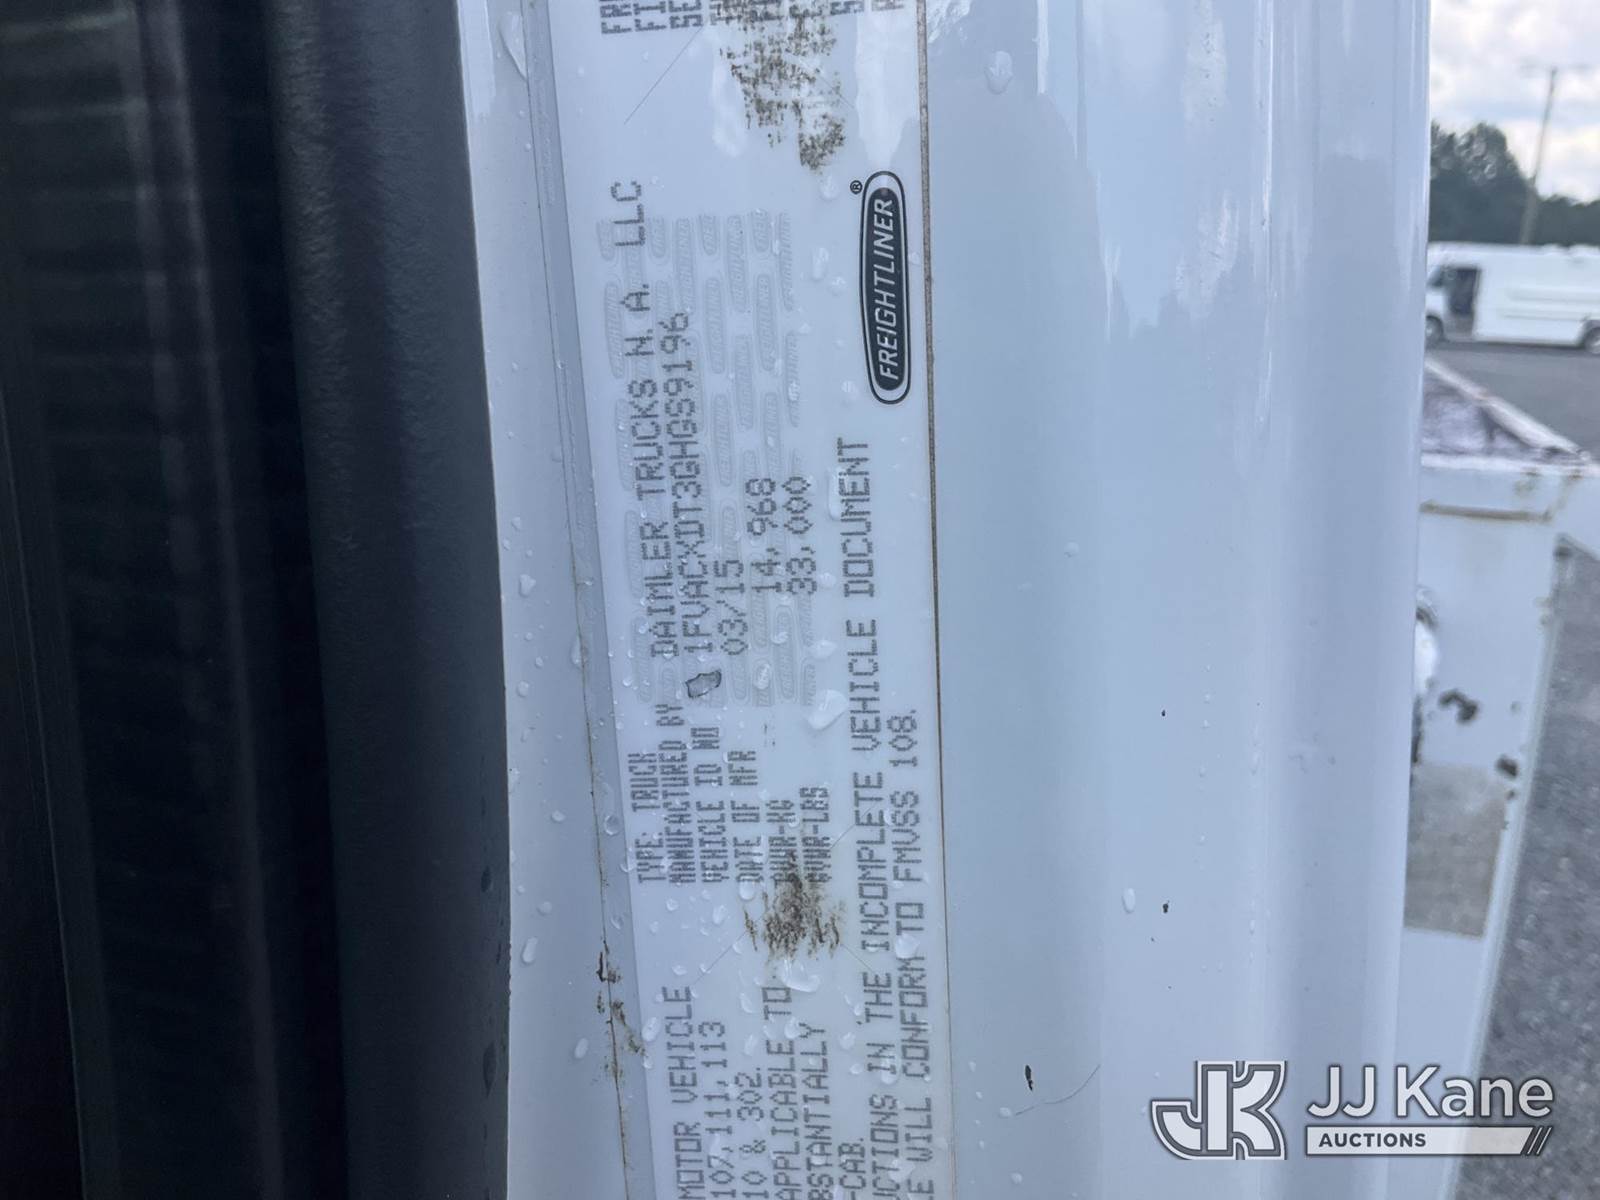 TYPE: TRUCK
MANUFACTURED BY DAIMLER TRUCKS N. A. LLC
VEHICLE ID NO 1FVACXDT3GHGS9196
DATE OF MFR 03/15
GVWR-KG 14,968
GVWR-LBS 33,000
MOTOR VEHICLE
107, 111, 113
10 & 302.
APPLICABLE TO
BSTANTIALLY
-CAB.
UCTIONS IN THE INCOMPLETE VEHICLE DOCUMENT
E WILL CONFORM TO FMVSS 108.
FREIGHTLINER®
JK JJ Kane
AUCTIONS